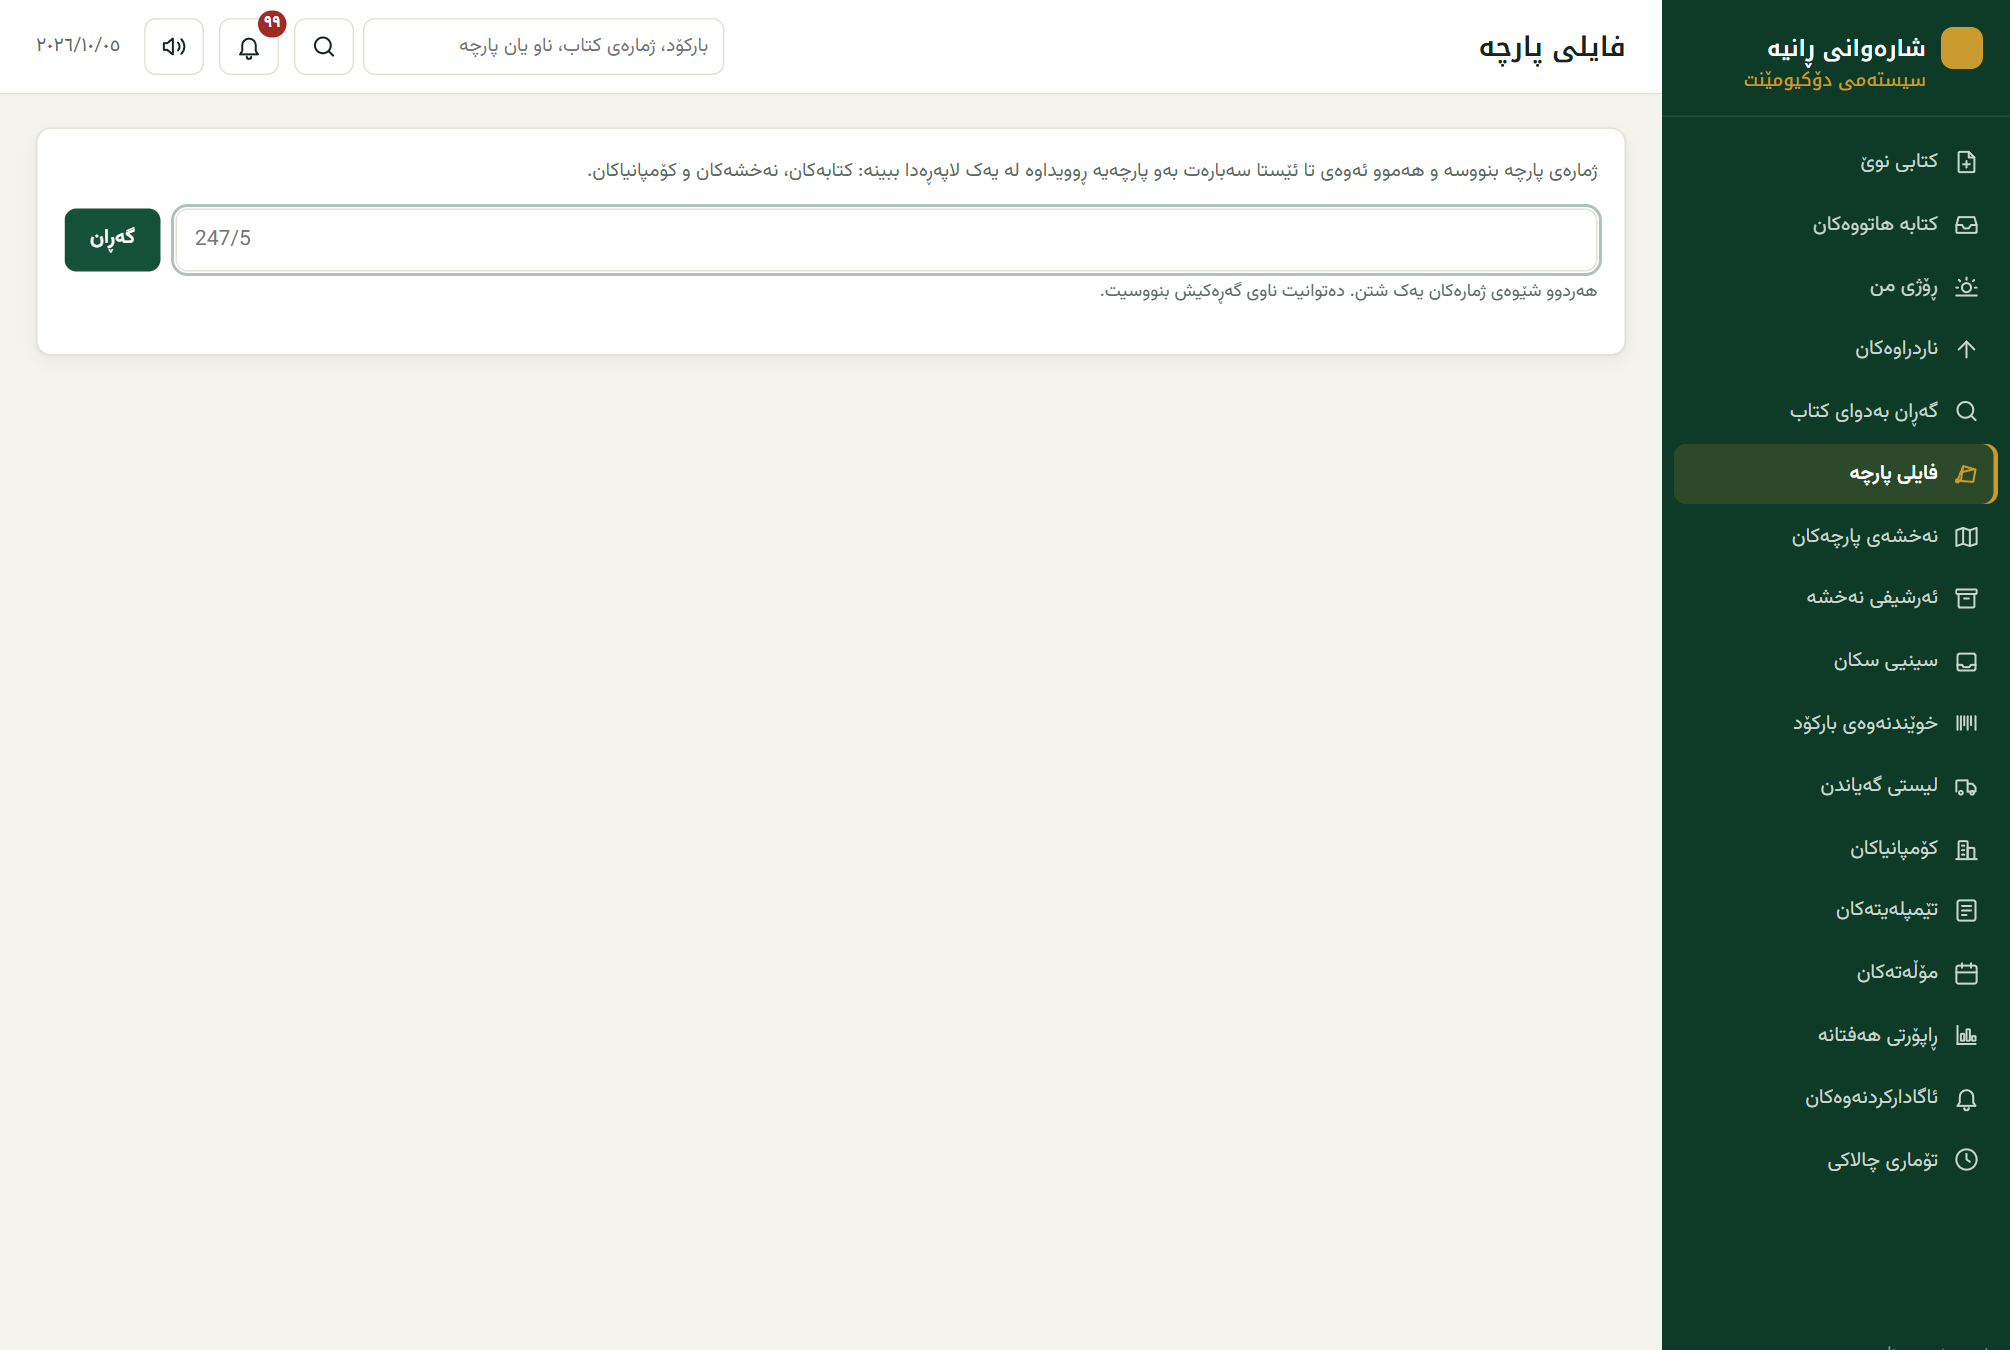 شارەوانی ڕانیە
سیستەمی دۆکیومێنت
کتابی نوێ
کتابە هاتووەکان
ڕۆژی من
ناردراوەکان
گەڕان بەدوای کتاب
فایلی پارچە
نەخشەی پارچەکان
ئەرشیفی نەخشە
سینیی سکان
خوێندنەوەی بارکۆد
لیستی گەیاندن
کۆمپانیاکان
تێمپلەیتەکان
مۆڵەتەکان
ڕاپۆرتی هەفتانە
ئاگادارکردنەوەکان
تۆماری چالاکی
فایلی پارچە
بارکۆد، ژمارەی کتاب، ناو یان پارچە
٩٩
٢٠٢٦/١٠/٠٥
ژمارەی پارچە بنووسە و هەموو ئەوەی تا ئێستا سەبارەت بەو پارچەیە ڕوویداوە لە یەک لاپەڕەدا ببینە: کتابەکان، نەخشەکان و کۆمپانیاکان.
247/5
گەڕان
هەردوو شێوەی ژمارەکان یەک شتن. دەتوانیت ناوی گەڕەکیش بنووسیت.